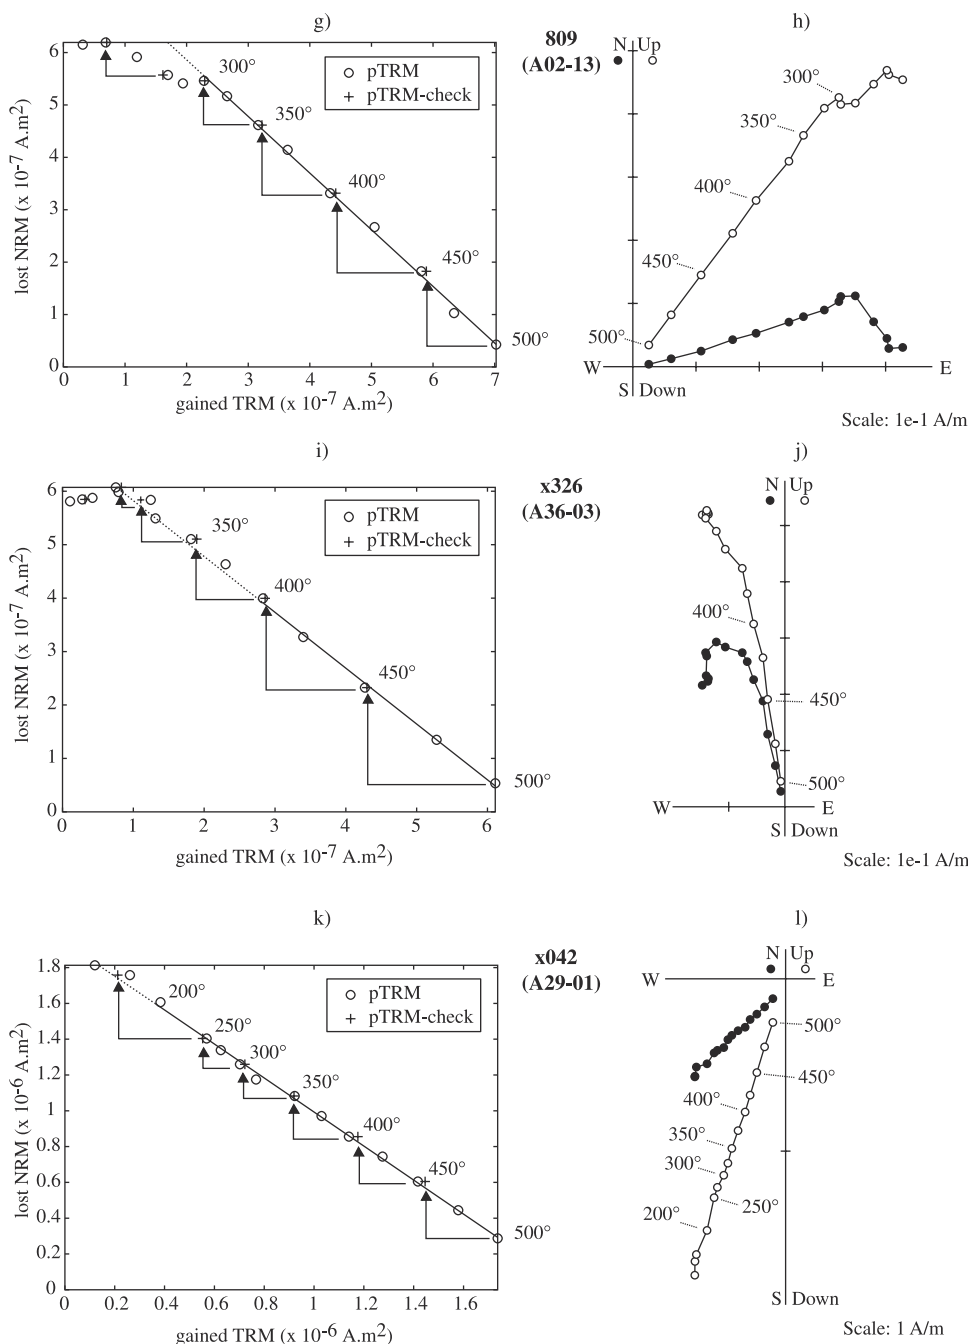 g)
809
(A02-13)
h)
lost NRM (x 10-7 A.m2)
6
5
4
3
2
1
0
pTRM
pTRM-check
300°
350°
400°
450°
500°
0 1 2 3 4 5 6 7
gained TRM (x 10-7 A.m2)
N Up
300°
350°
400°
450°
500°
W E
S Down
Scale: 1e-1 A/m
i)
x326
(A36-03)
j)
lost NRM (x 10-7 A.m2)
6
5
4
3
2
1
0
pTRM
pTRM-check
350°
400°
450°
500°
0 1 2 3 4 5 6
gained TRM (x 10-7 A.m2)
N Up
400°
450°
500°
W E
S Down
Scale: 1e-1 A/m
k)
x042
(A29-01)
l)
lost NRM (x 10-6 A.m2)
1.8
1.6
1.4
1.2
1
0.8
0.6
0.4
0.2
0
pTRM
pTRM-check
200°
250°
300°
350°
400°
450°
500°
0 0.2 0.4 0.6 0.8 1 1.2 1.4 1.6
gained TRM (x 10-6 A.m2)
N Up
W E
500°
450°
400°
350°
300°
250°
200°
S Down
Scale: 1 A/m